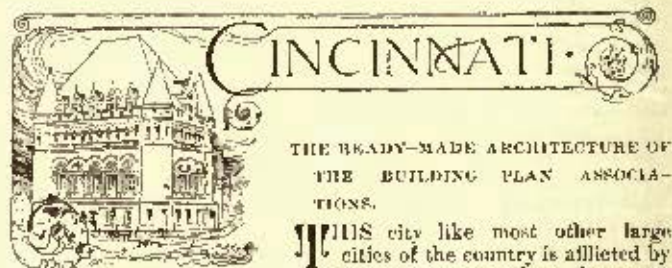 CINCINNATI·
THE READY-MADE ARCHITECTURE OF
THE BUILDING PLAN ASSOCIA-
TIONS.
THIS city like most other large
cities of the country is afflicted by